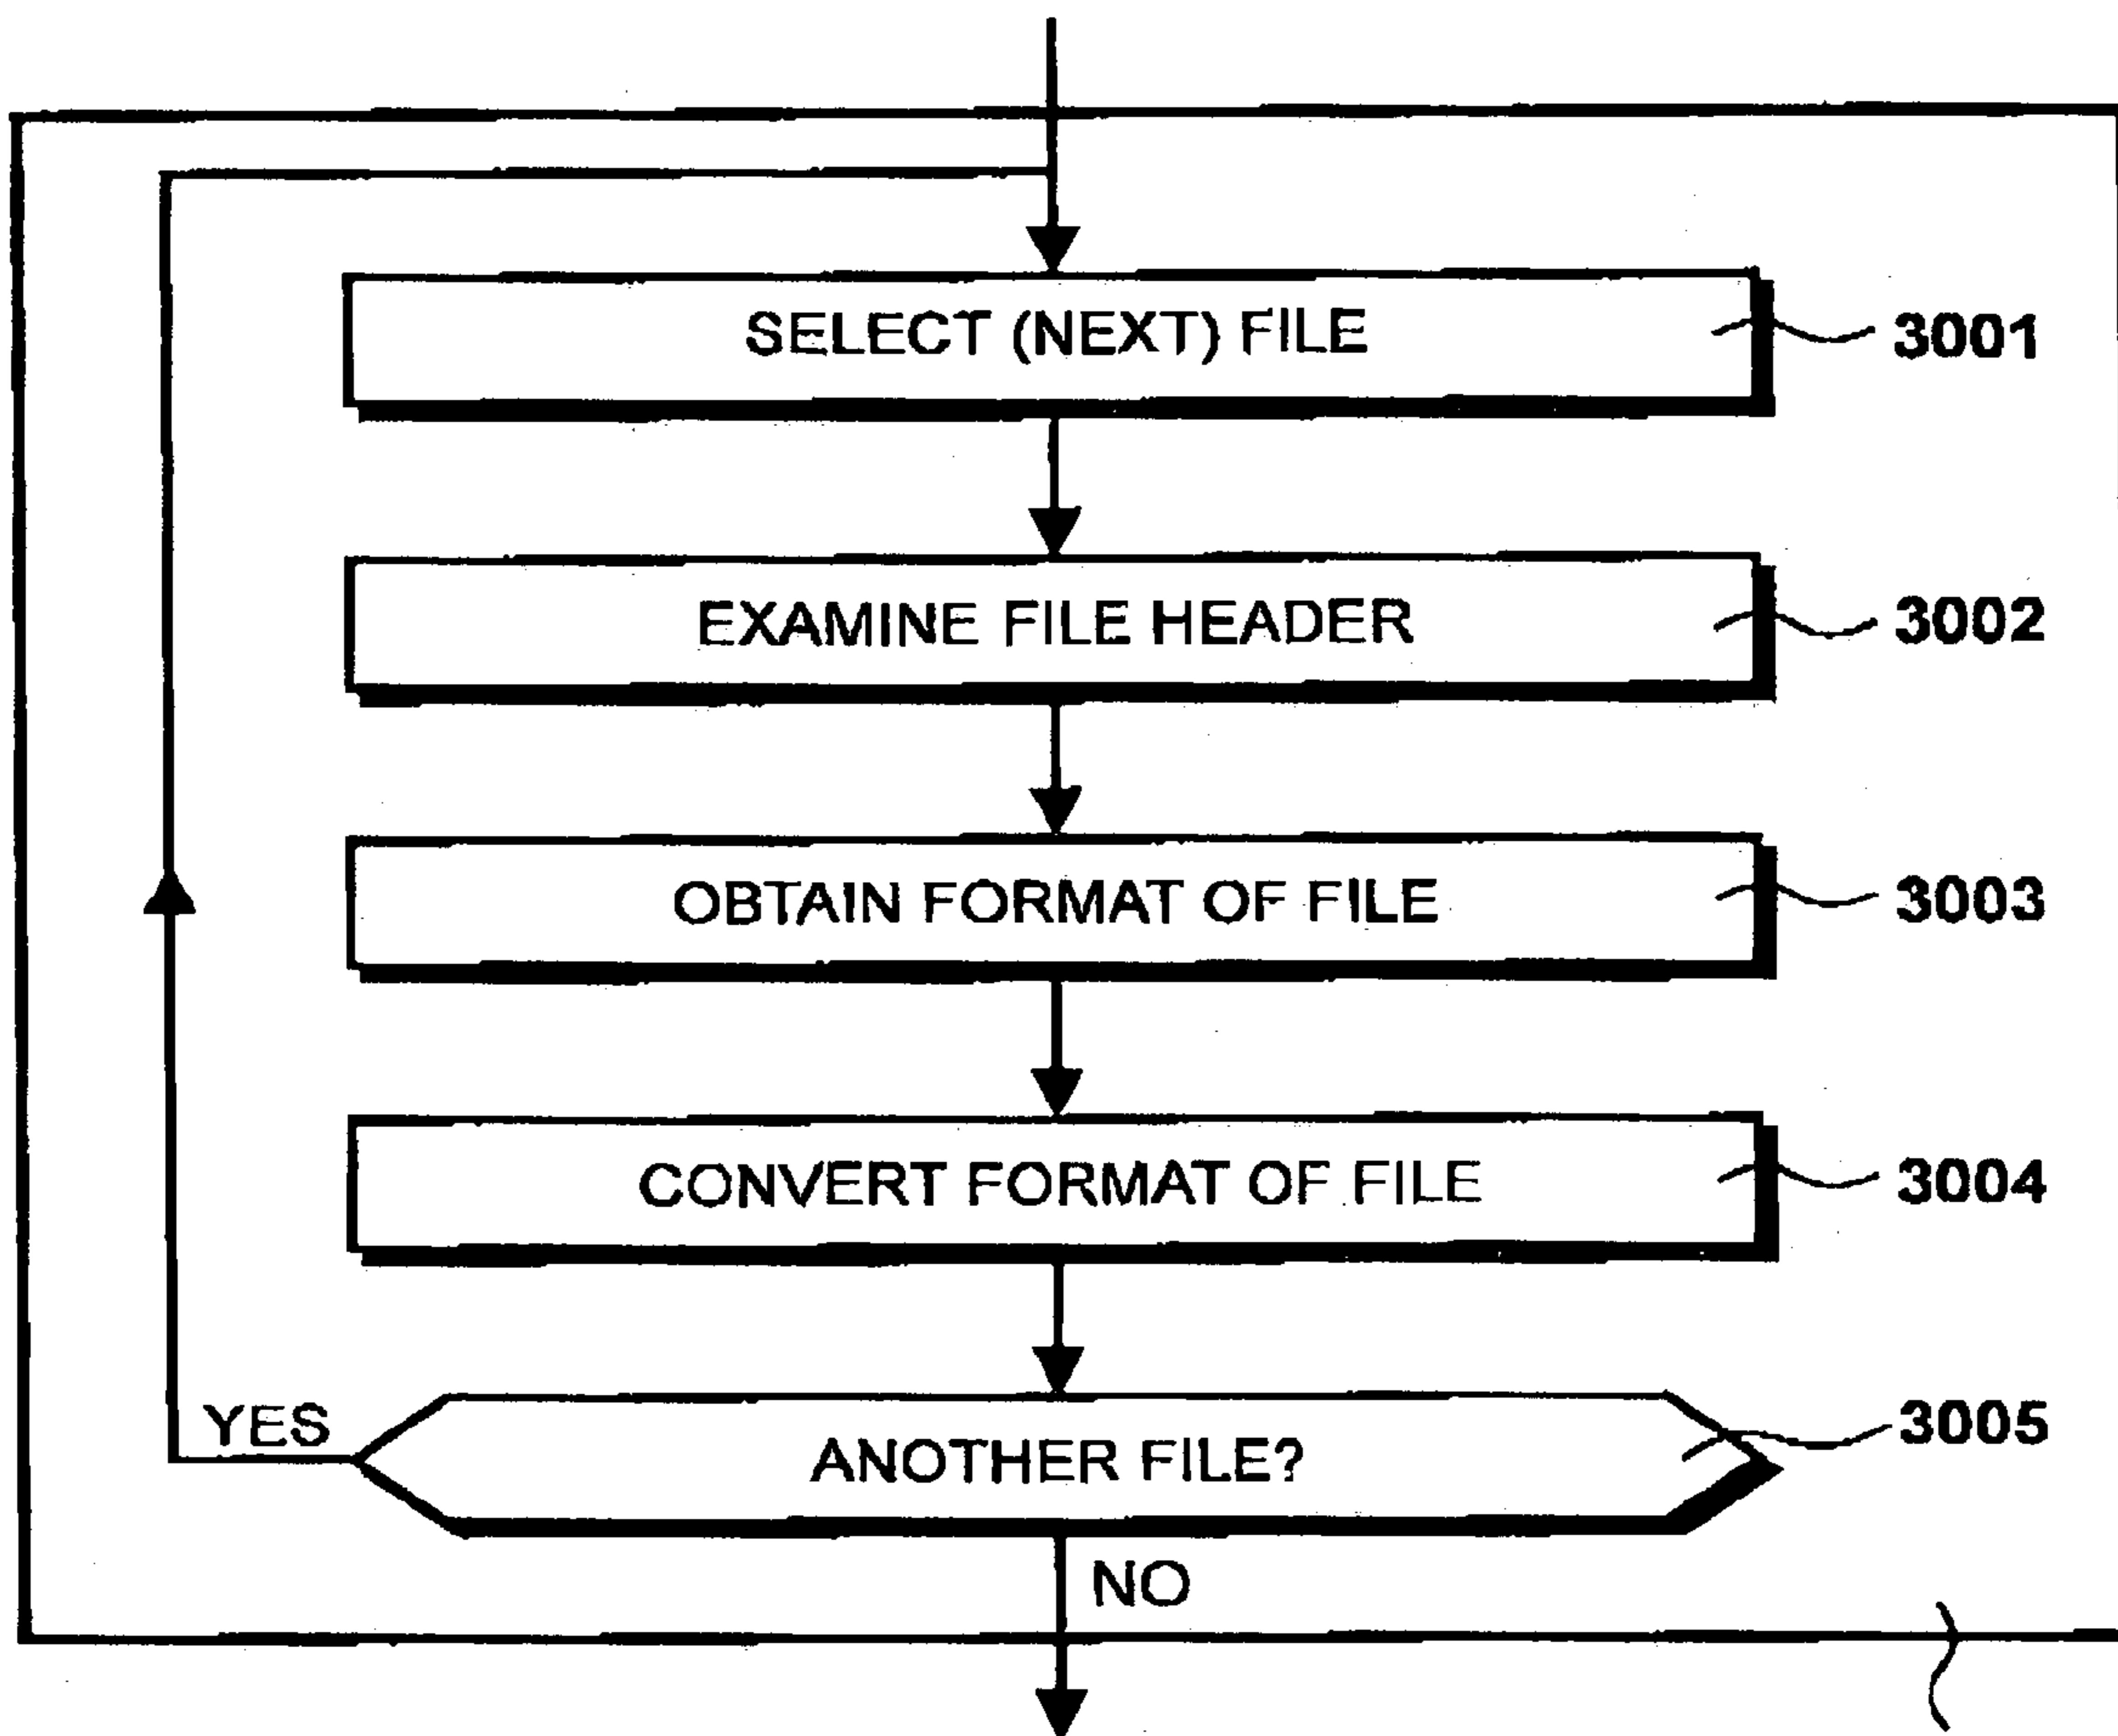 SELECT (NEXT) FILE
3001
EXAMINE FILE HEADER
3002
OBTAIN FORMAT OF FILE
3003
CONVERT FORMAT OF FILE
3004
YES
ANOTHER FILE?
3005
NO